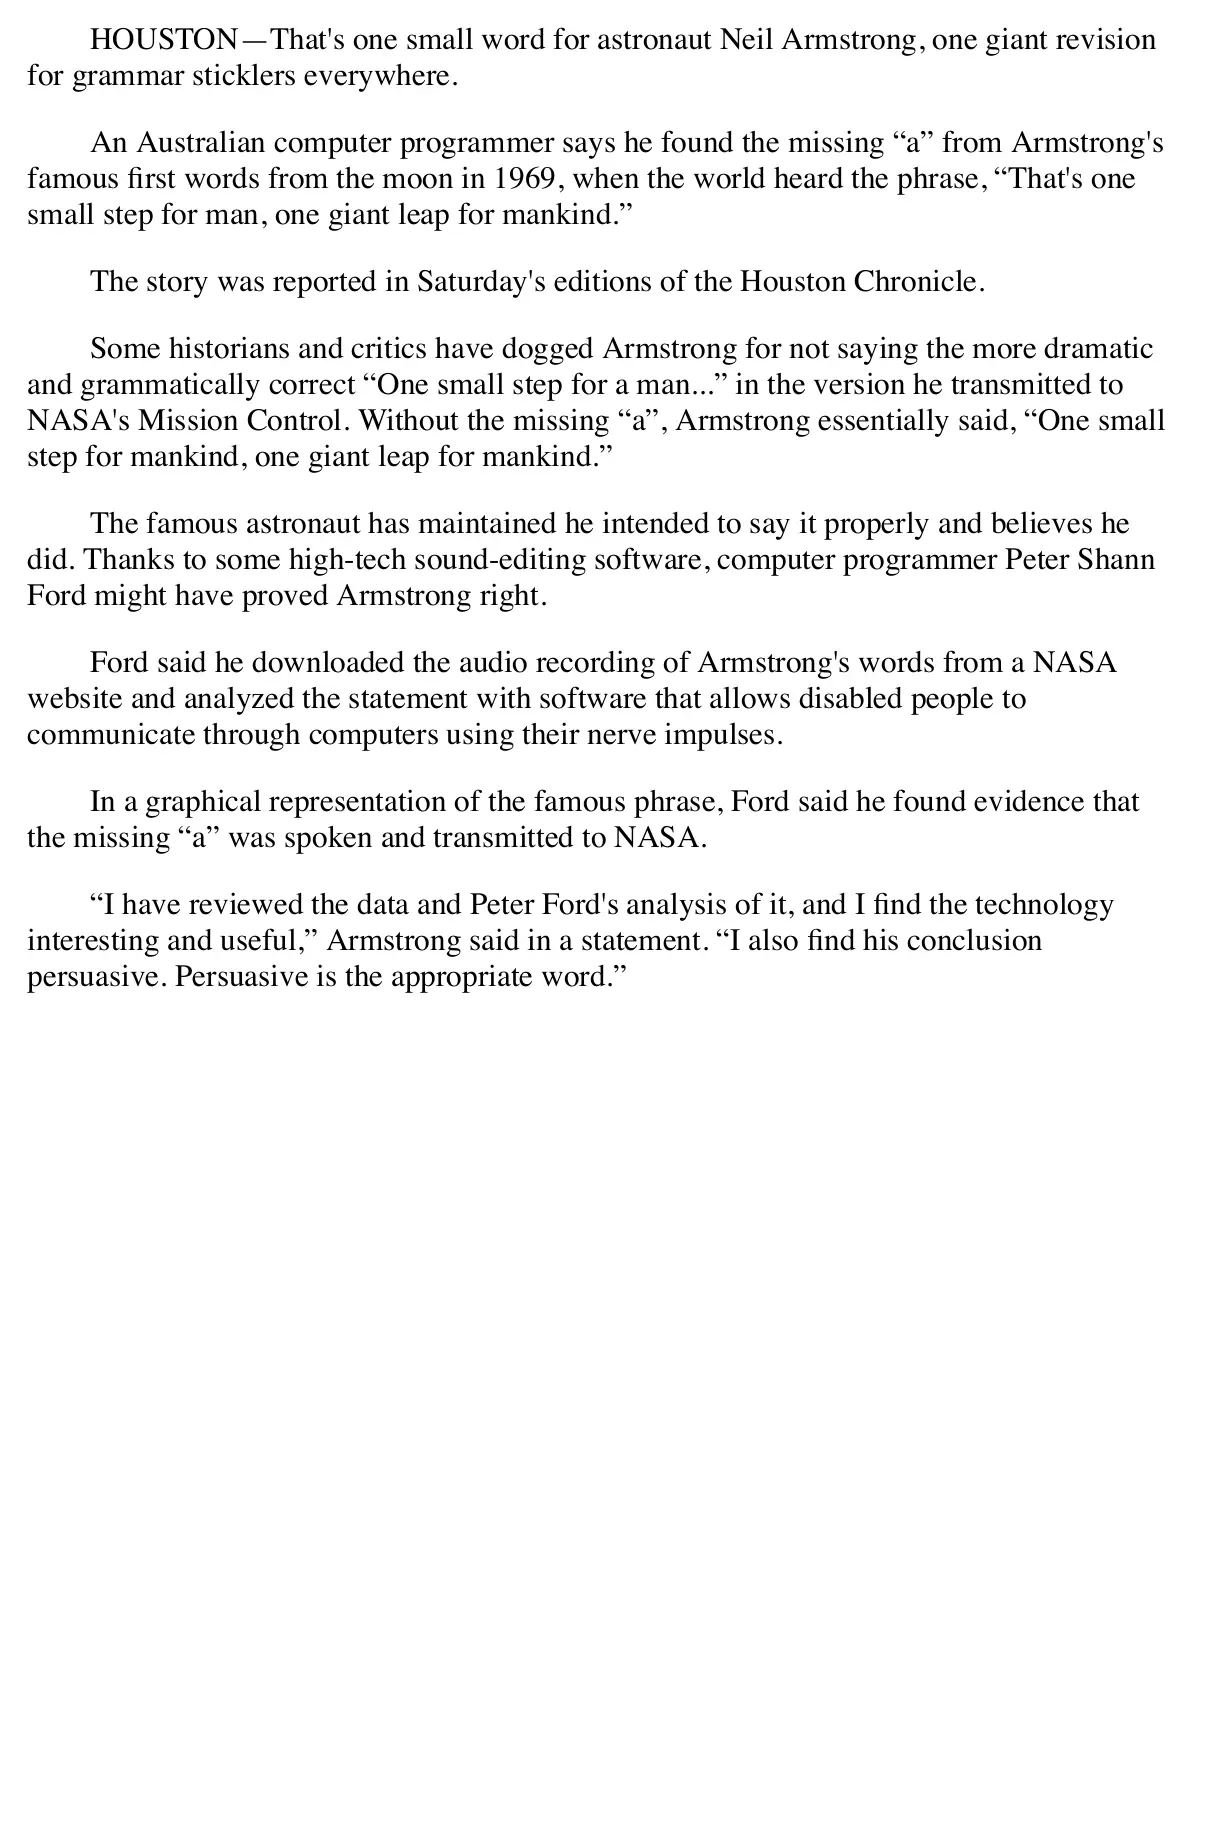 HOUSTON—That's one small word for astronaut Neil Armstrong, one giant revision
for grammar sticklers everywhere.
An Australian computer programmer says he found the missing “a” from Armstrong's
famous first words from the moon in 1969, when the world heard the phrase, “That's one
small step for man, one giant leap for mankind.”
The story was reported in Saturday's editions of the Houston Chronicle.
Some historians and critics have dogged Armstrong for not saying the more dramatic
and grammatically correct “One small step for a man...” in the version he transmitted to
NASA's Mission Control. Without the missing “a”, Armstrong essentially said, “One small
step for mankind, one giant leap for mankind.”
The famous astronaut has maintained he intended to say it properly and believes he
did. Thanks to some high-tech sound-editing software, computer programmer Peter Shann
Ford might have proved Armstrong right.
Ford said he downloaded the audio recording of Armstrong's words from a NASA
website and analyzed the statement with software that allows disabled people to
communicate through computers using their nerve impulses.
In a graphical representation of the famous phrase, Ford said he found evidence that
the missing “a” was spoken and transmitted to NASA.
“I have reviewed the data and Peter Ford's analysis of it, and I find the technology
interesting and useful,” Armstrong said in a statement. “I also find his conclusion
persuasive. Persuasive is the appropriate word.”